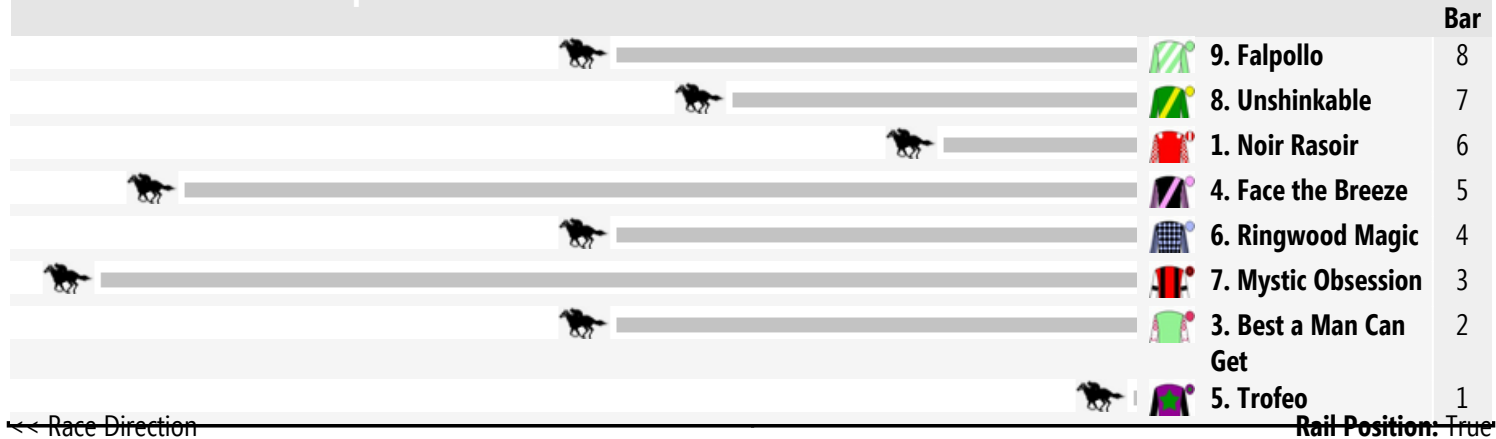 Bar
9. Falpollo 8
8. Unshinkable 7
1. Noir Rasoir 6
4. Face the Breeze 5
6. Ringwood Magic 4
7. Mystic Obsession 3
3. Best a Man Can 2
Get
5. Trofeo 1
<< Race Direction Rail Position: True